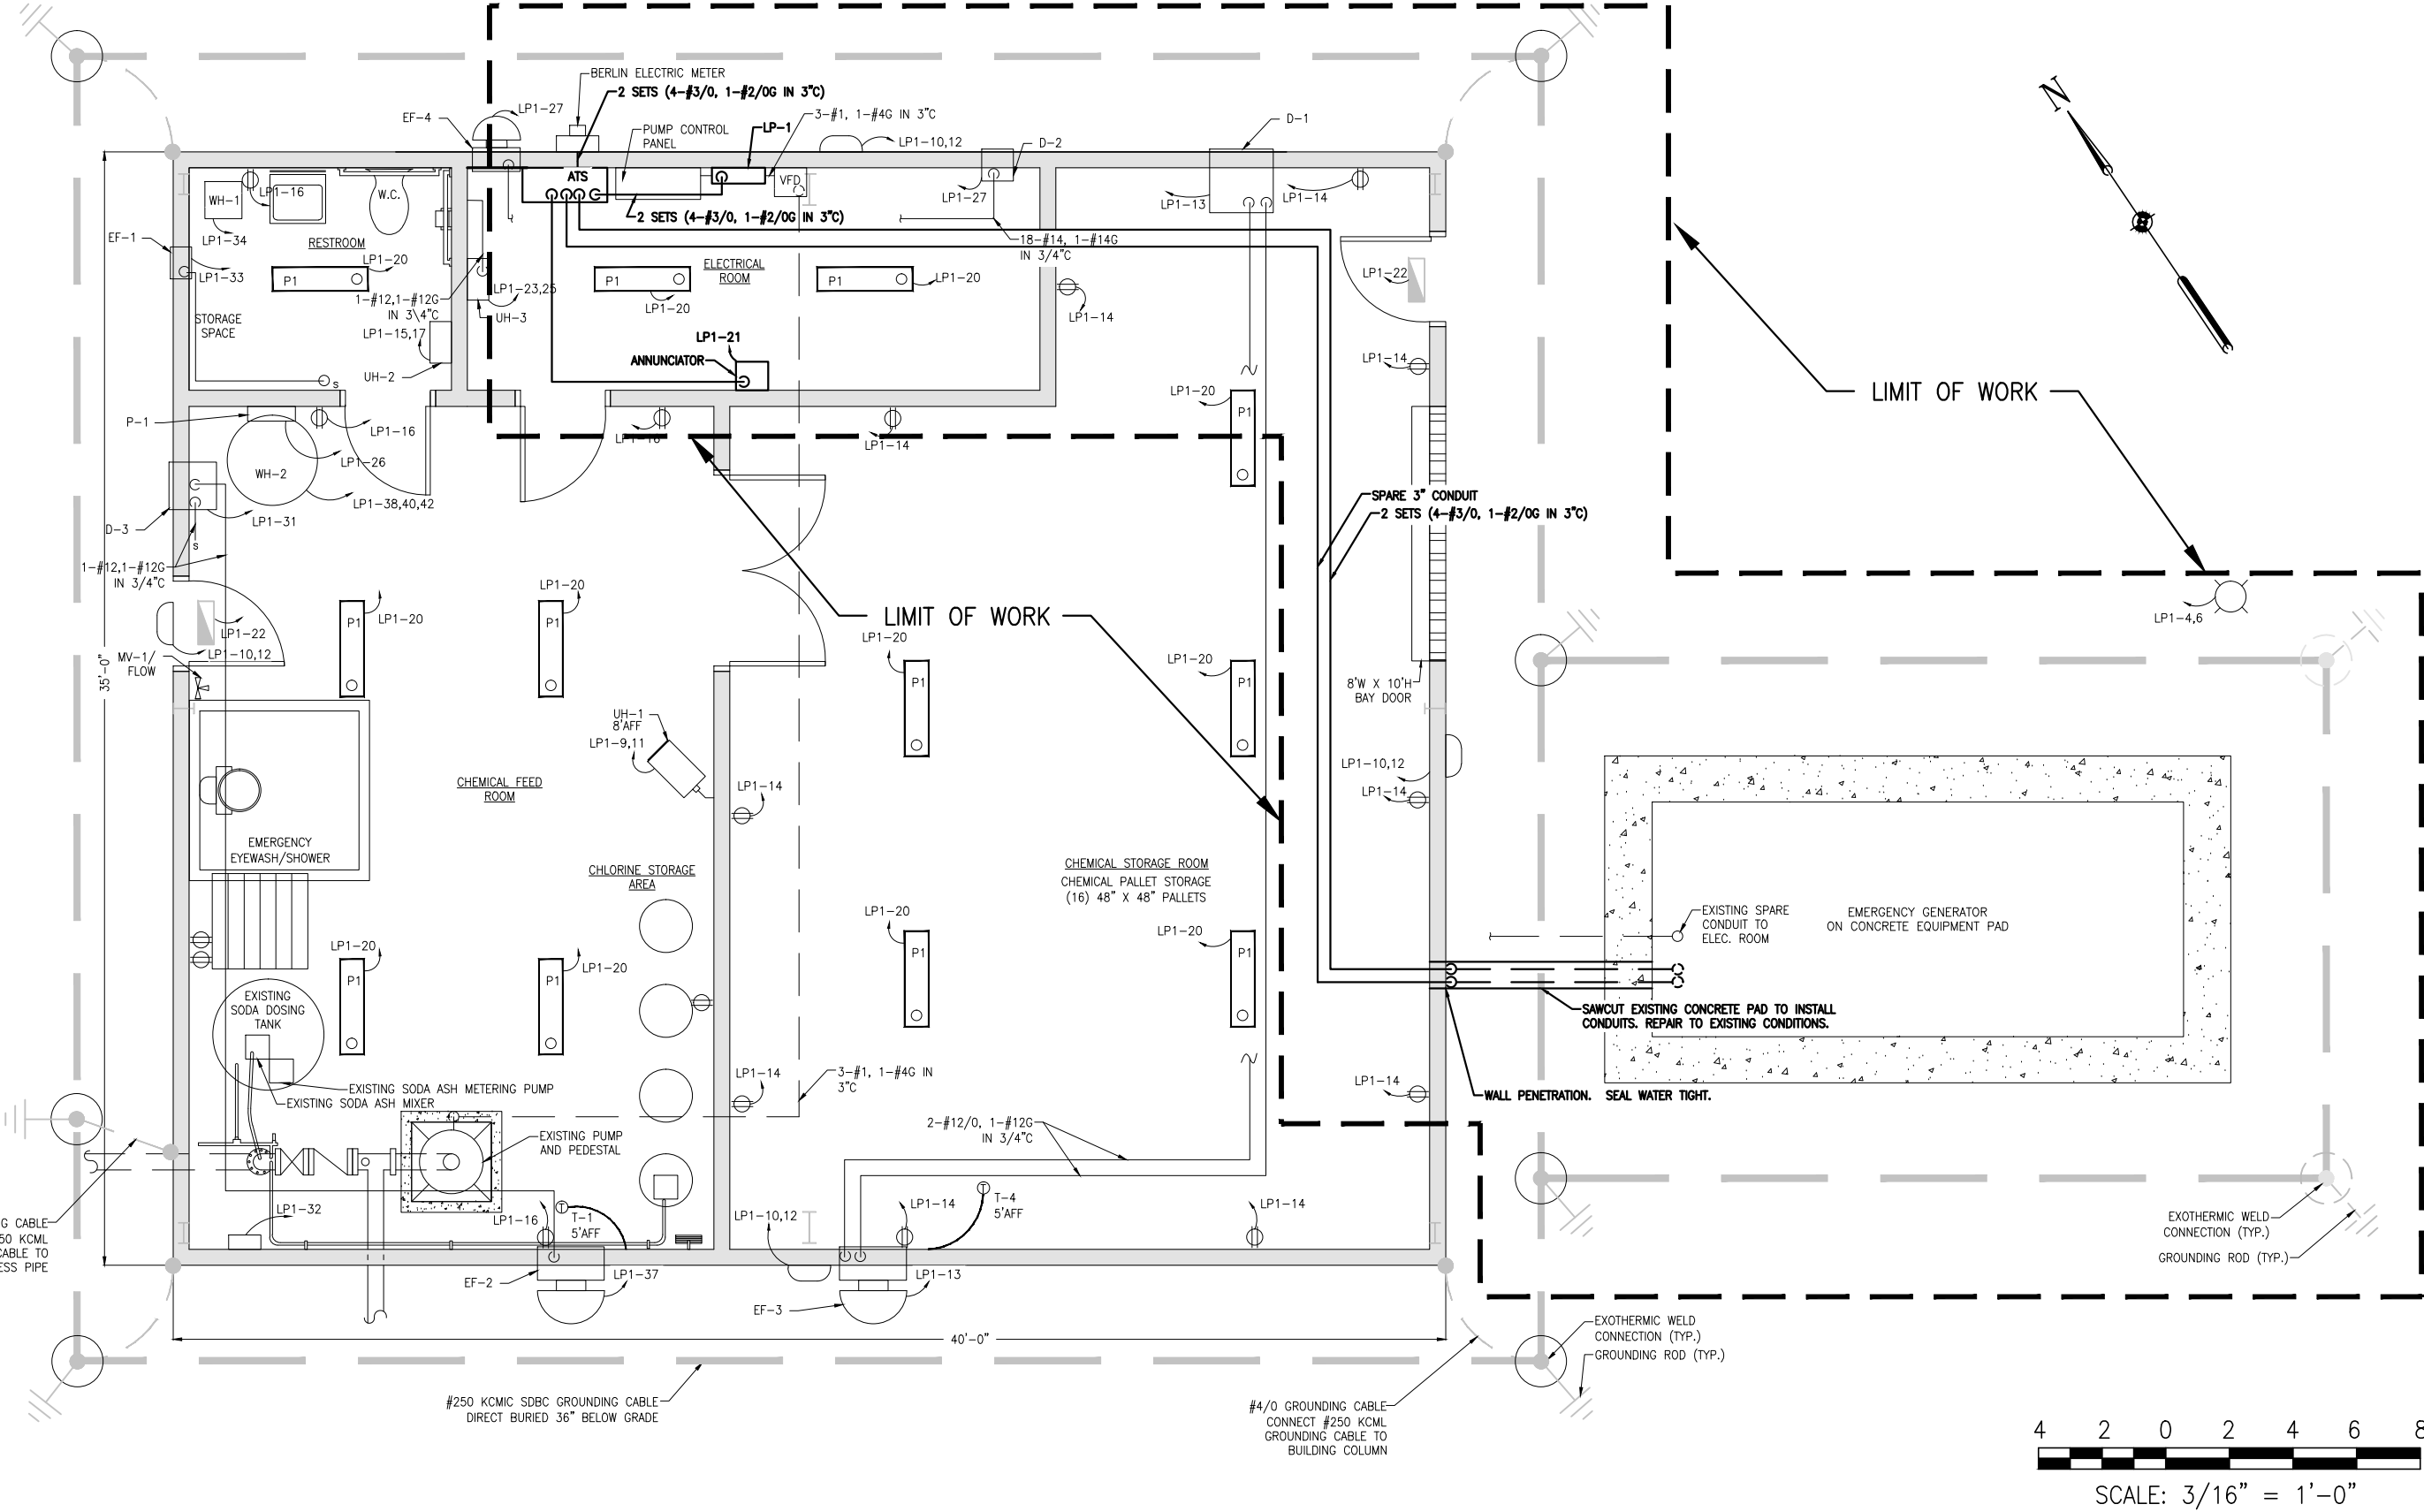 BERLIN ELECTRIC METER
2 SETS (4-#3/0, 1-#2/0G IN 3"C)
LP1-27
EF-4
3-#1, 1-#4G IN 3"C
PUMP CONTROL
PANEL
LP-1
LP1-10,12
D-2
D-1
N
ATS
VFD
W.C.
WH-1
LP1-16
LP1-34
RESTROOM
EF-1
LP1-33
LP1-20
P1
STORAGE
SPACE
1-#12,1-#12G
IN 3/4"C
LP1-15,17
UH-2
S
LP1-23,25
UH-3
2 SETS (4-#3/0, 1-#2/0G IN 3"C)
LP1-27
18-#14, 1-#14G
IN 3/4"C
ELECTRICAL
ROOM
P1
LP1-20
P1
LP1-20
LP1-21
ANNUNCIATOR
LP1-13
LP1-14
LP1-22
LP1-14
LP1-14
LIMIT OF WORK
P-1
LP1-16
LP1-26
WH-2
LP1-38,40,42
D-3
LP1-31
S
1-#12,1-#12G
IN 3/4"C
LP1-14
LP1-20
P1
SPARE 3" CONDUIT
2 SETS (4-#3/0, 1-#2/0G IN 3"C)
LIMIT OF WORK
LP1-20
P1
LP1-20
P1
LP1-22
LP1-10,12
MV-1/
FLOW
35'-0"
LP1-20
P1
LP1-20
P1
8'W X 10'H
BAY DOOR
LP1-4,6
UH-1
8'AFF
LP1-9,11
CHEMICAL FEED
ROOM
LP1-14
LP1-10,12
LP1-14
EMERGENCY
EYEWASH/SHOWER
CHLORINE STORAGE
AREA
CHEMICAL STORAGE ROOM
CHEMICAL PALLET STORAGE
(16) 48" X 48" PALLETS
EXISTING SPARE
CONDUIT TO
ELEC. ROOM
EMERGENCY GENERATOR
ON CONCRETE EQUIPMENT PAD
LP1-20
P1
LP1-20
P1
LP1-20
P1
LP1-20
P1
EXISTING
SODA DOSING
TANK
SAWCUT EXISTING CONCRETE PAD TO INSTALL
CONDUITS. REPAIR TO EXISTING CONDITIONS.
EXISTING SODA ASH METERING PUMP
EXISTING SODA ASH MIXER
LP1-14
3-#1, 1-#4G IN
3"C
LP1-14
WALL PENETRATION. SEAL WATER TIGHT.
EXISTING PUMP
AND PEDESTAL
2-#12/0, 1-#12G
IN 3/4"C
G CABLE
50 KCML
CABLE TO
ESS PIPE
LP1-32
LP1-16
T
T-1
5'AFF
LP1-10,12
LP1-14
T
T-4
5'AFF
LP1-14
EXOTHERMIC WELD
CONNECTION (TYP.)
GROUNDING ROD (TYP.)
EF-2
LP1-37
EF-3
LP1-13
40'-0"
EXOTHERMIC WELD
CONNECTION (TYP.)
GROUNDING ROD (TYP.)
#250 KCMIC SDBC GROUNDING CABLE
DIRECT BURIED 36" BELOW GRADE
#4/0 GROUNDING CABLE
CONNECT #250 KCML
GROUNDING CABLE TO
BUILDING COLUMN
4 2 0 2 4 6 8
SCALE: 3/16" = 1'-0"